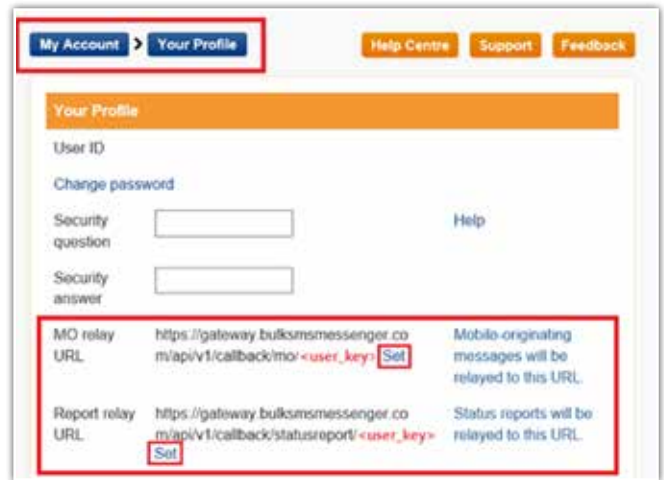 My Account > Your Profile Help Centre Support Feedback
Your Profile
User ID
Change password
Security question Help
Security answer
MO relay URL https://gateway.bulksmsmessenger.co Mobile-originating
m/api/v1/callback/mo/<user_key> Set messages will be
relayed to this URL.
Report relay URL https://gateway.bulksmsmessenger.co Status reports will be
m/api/v1/callback/statusreport/<user_key> relayed to this URL.
Set